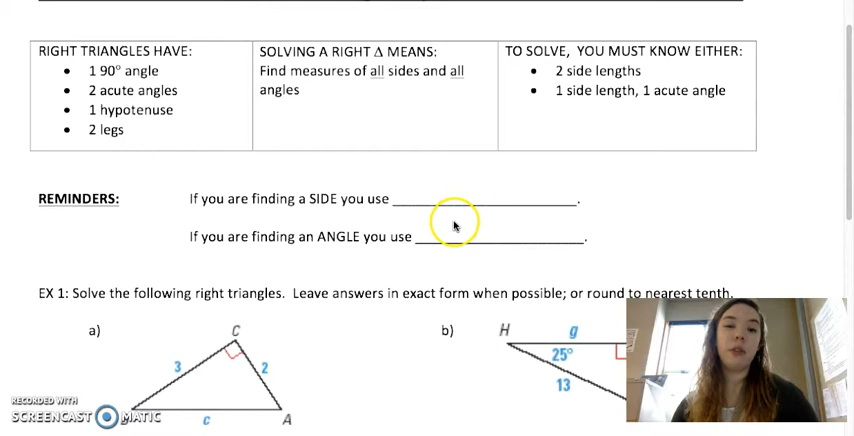 RIGHT TRIANGLES HAVE:
• 1 90° angle
• 2 acute angles
• 1 hypotenuse
• 2 legs
SOLVING A RIGHT Δ MEANS:
Find measures of all sides and all
angles
TO SOLVE, YOU MUST KNOW EITHER:
• 2 side lengths
• 1 side length, 1 acute angle
REMINDERS: If you are finding a SIDE you use ____________________.
If you are finding an ANGLE you use ____________________.
EX 1: Solve the following right triangles. Leave answers in exact form when possible; or round to nearest tenth.
a)
C
3
2
c
A
b)
H
g
25°
13
RECORDED WITH
SCREENCAST MATIC